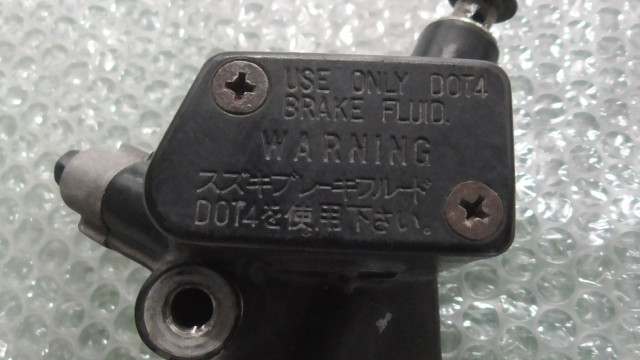 USE ONLY DOT4
BRAKE FLUID.
WARNING
スズキブレーキフルード
DOT4を使用下さい。